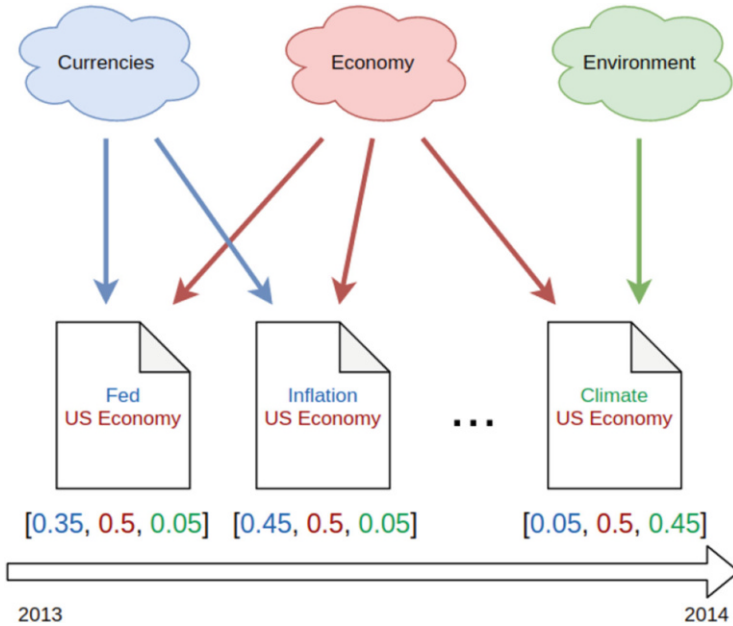 Currencies
Economy
Environment
Fed
US Economy
Inflation
US Economy
...
Climate
US Economy
[0.35, 0.5, 0.05]
[0.45, 0.5, 0.05]
[0.05, 0.5, 0.45]
2013
2014